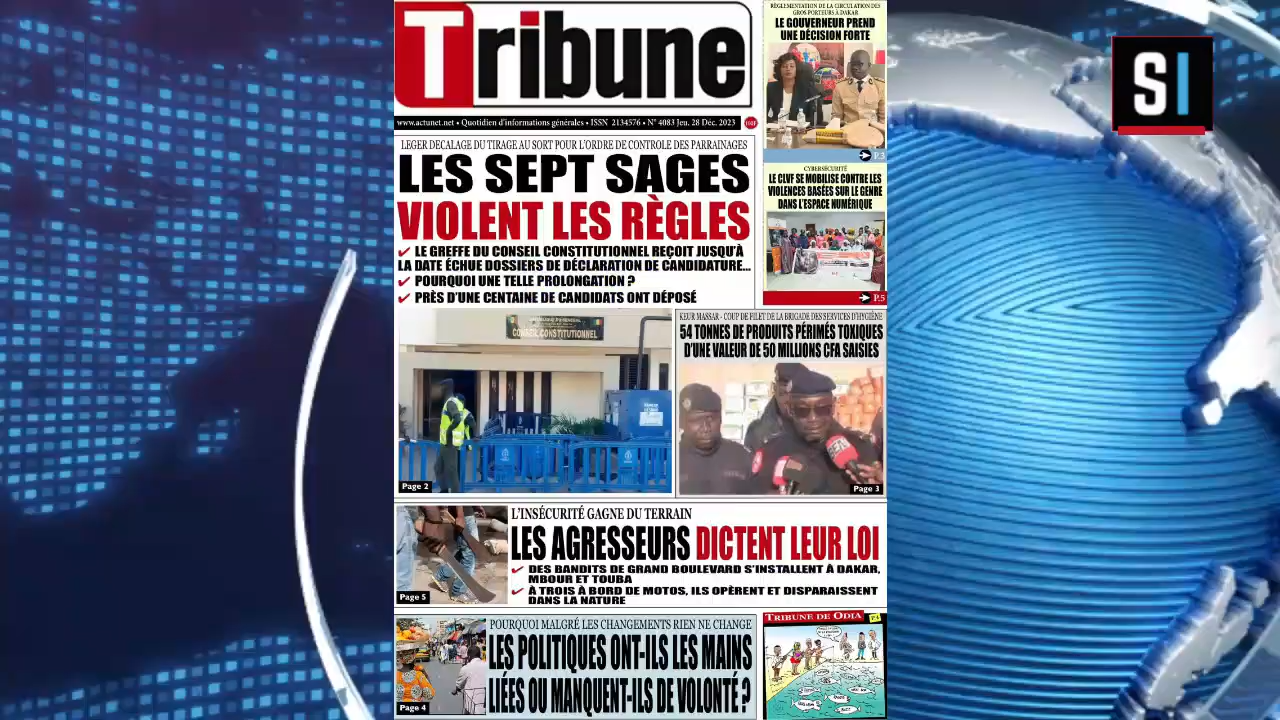 Tribune
www.actunet.net • Quotidien d'informations générales • ISSN 2134576 • N° 4083 Jeu. 28 Déc. 2023
LEGER DECALAGE DU TIRAGE AU SORT POUR L'ORDRE DE CONTROLE DES PARRAINAGES
LES SEPT SAGES
VIOLENT LES RÈGLES
✔ LE GREFFE DU CONSEIL CONSTITUTIONNEL REÇOIT JUSQU'À
LA DATE ÉCHUE DOSSIERS DE DÉCLARATION DE CANDIDATURE...
✔ POURQUOI UNE TELLE PROLONGATION ?
✔ PRÈS D'UNE CENTAINE DE CANDIDATS ONT DÉPOSÉ
CONSEIL CONSTITUTIONNEL
Page 2
RÈGLEMENTATION DE LA CIRCULATION DES
GROS PORTEURS À DAKAR
LE GOUVERNEUR PREND
UNE DÉCISION FORTE
P.3
CYBERSÉCURITÉ
LE CLVF SE MOBILISE CONTRE LES
VIOLENCES BASÉES SUR LE GENRE
DANS L'ESPACE NUMÉRIQUE
P.5
KEUR MASSAR - COUP DE FILET DE LA BRIGADE DES SERVICES D'HYGIÈNE
54 TONNES DE PRODUITS PÉRIMÉS TOXIQUES
D'UNE VALEUR DE 50 MILLIONS CFA SAISIES
Page 3
L'INSÉCURITÉ GAGNE DU TERRAIN
LES AGRESSEURS DICTENT LEUR LOI
✔ DES BANDITS DE GRAND BOULEVARD S'INSTALLENT À DAKAR,
MBOUR ET TOUBA
✔ À TROIS À BORD DE MOTOS, ILS OPÈRENT ET DISPARAISSENT
DANS LA NATURE
Page 5
POURQUOI MALGRÉ LES CHANGEMENTS RIEN NE CHANGE
LES POLITIQUES ONT-ILS LES MAINS
LIÉES OU MANQUENT-ILS DE VOLONTÉ ?
Page 4
TRIBUNE DE ODIA
SI